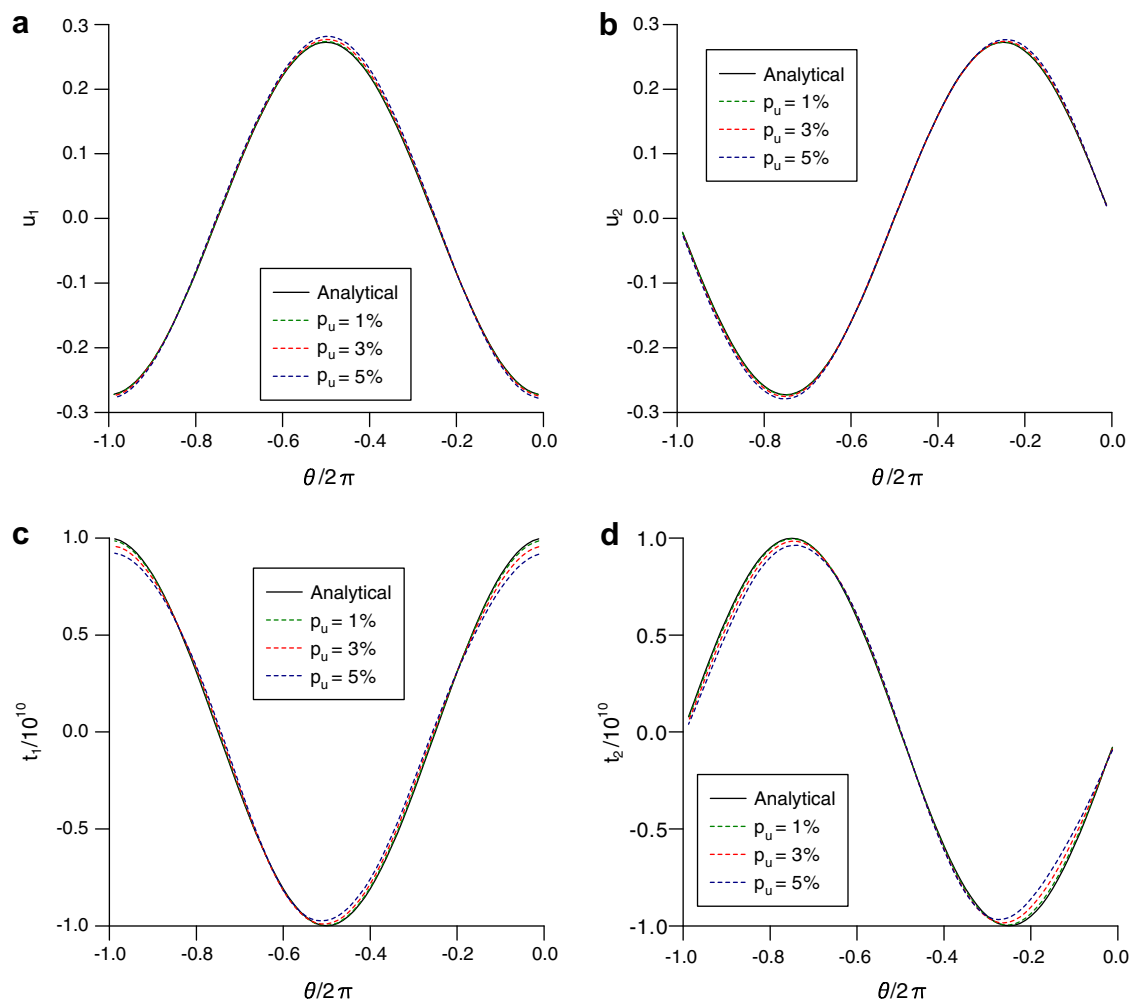 a
0.3
0.2
0.1
0.0
-0.1
-0.2
-0.3
u1
Analytical
pu = 1%
pu = 3%
pu = 5%
-1.0 -0.8 -0.6 -0.4 -0.2 0.0
θ/2π
b
0.3
0.2
0.1
0.0
-0.1
-0.2
-0.3
u2
Analytical
pu = 1%
pu = 3%
pu = 5%
-1.0 -0.8 -0.6 -0.4 -0.2 0.0
θ/2π
c
1.0
0.5
0.0
-0.5
-1.0
t1/10^10
Analytical
pu = 1%
pu = 3%
pu = 5%
-1.0 -0.8 -0.6 -0.4 -0.2 0.0
θ/2π
d
1.0
0.5
0.0
-0.5
-1.0
t2/10^10
Analytical
pu = 1%
pu = 3%
pu = 5%
-1.0 -0.8 -0.6 -0.4 -0.2 0.0
θ/2π